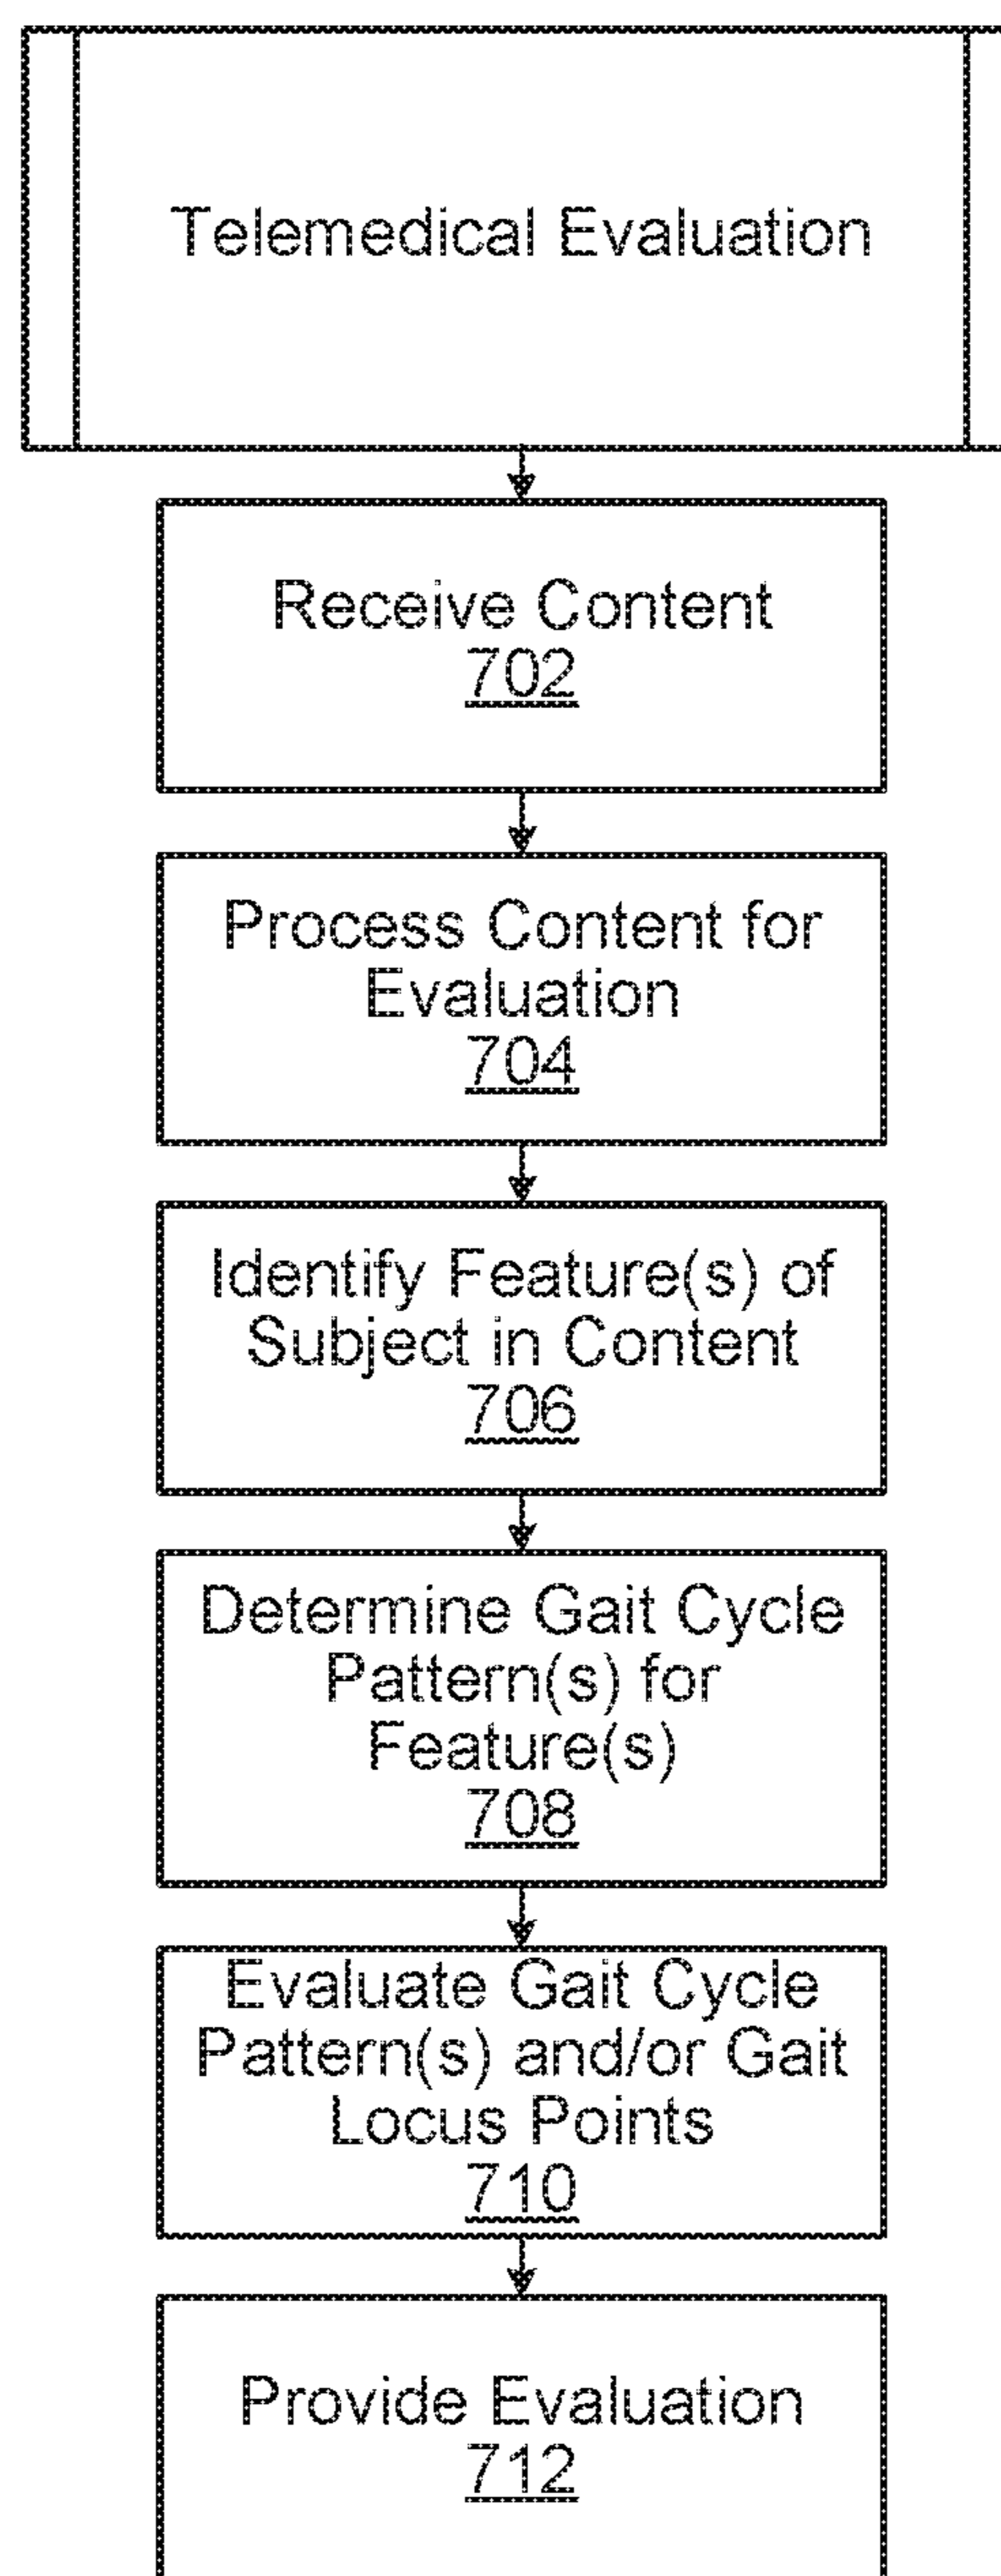 Telemedical Evaluation
Receive Content
702
Process Content for
Evaluation
704
Identify Feature(s) of
Subject in Content
706
Determine Gait Cycle
Pattern(s) for
Feature(s)
708
Evaluate Gait Cycle
Pattern(s) and/or Gait
Locus Points
710
Provide Evaluation
712